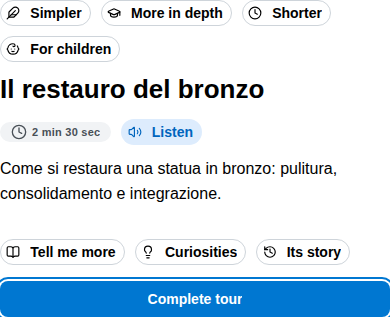 Simpler More in depth Shorter
For children
Il restauro del bronzo
2 min 30 sec Listen
Come si restaura una statua in bronzo: pulitura,
consolidamento e integrazione.
Tell me more Curiosities Its story
Complete tour